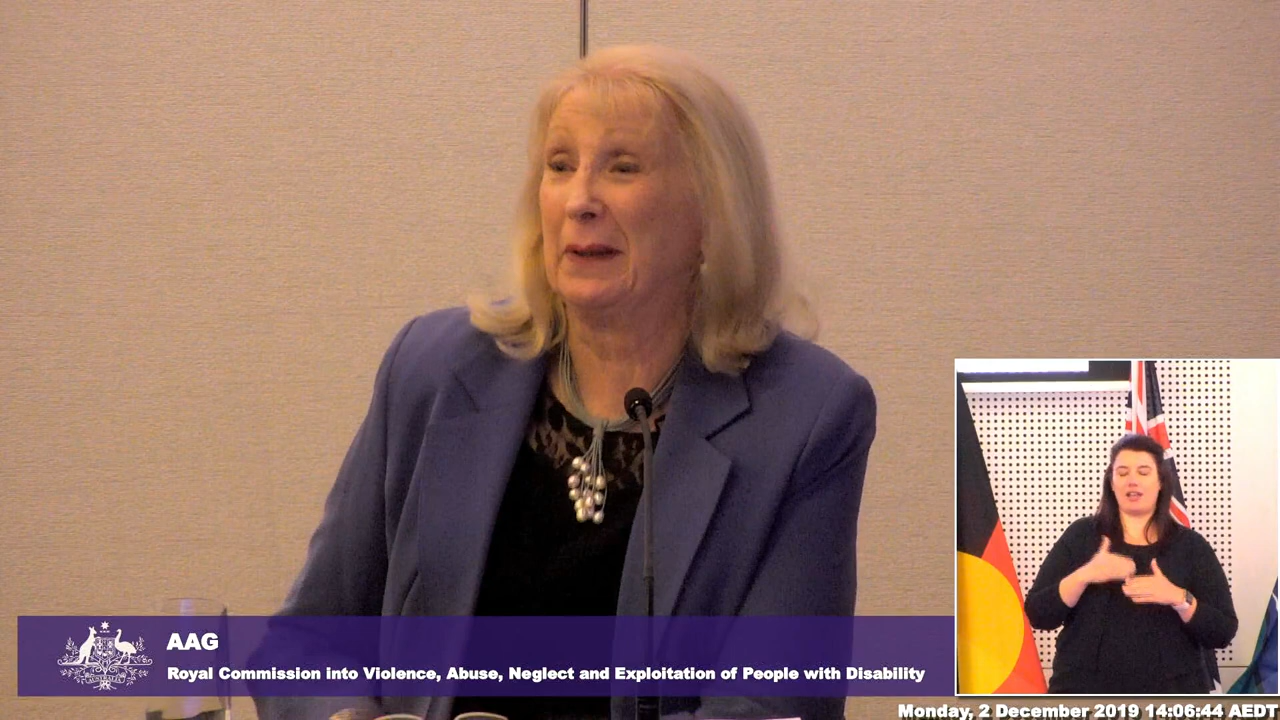 AAG
Royal Commission into Violence, Abuse, Neglect and Exploitation of People with Disability
Monday, 2 December 2019 14:06:44 AEDT